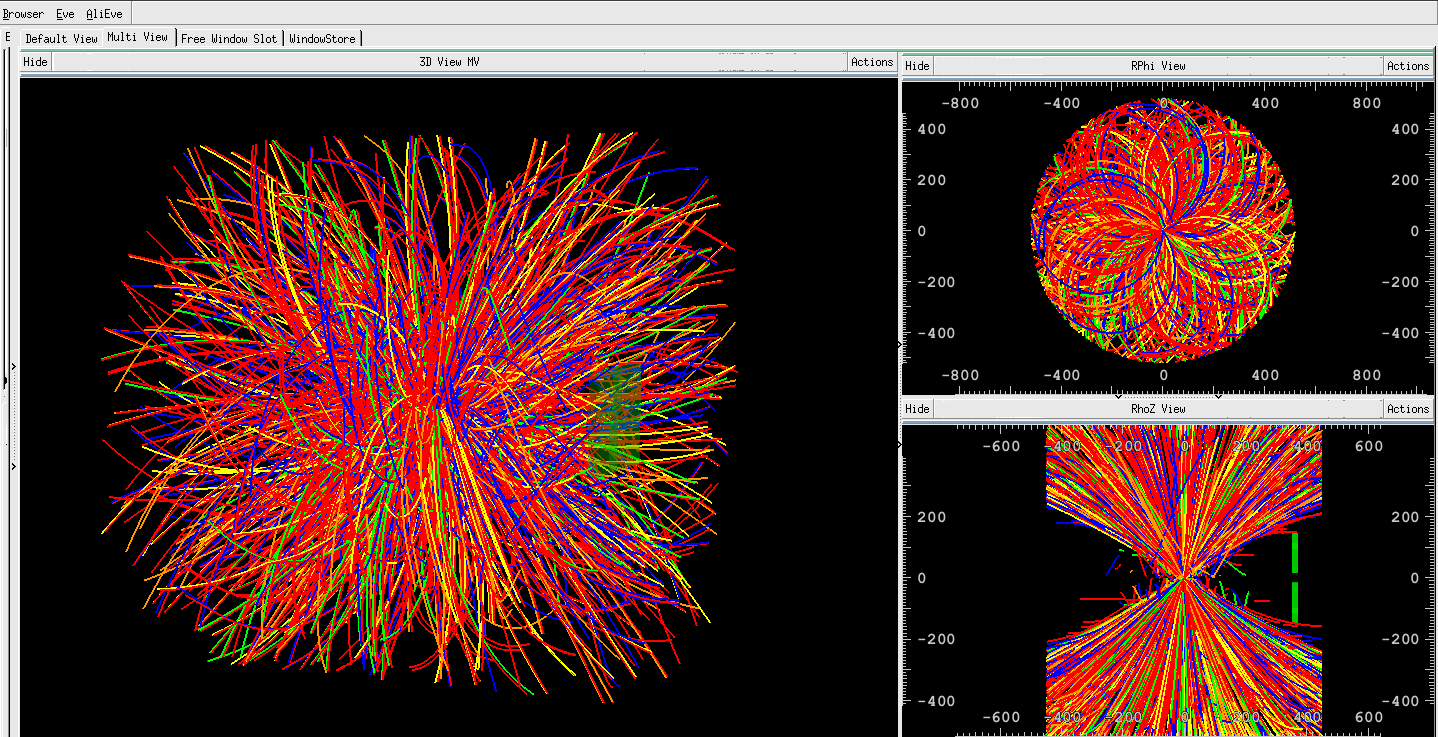 Browser Eve AliEve
E Default View Multi View Free Window Slot WindowStore
Hide 3D View MV Actions
Hide RPhi View Actions
-800 -400 0 400 800
400 400
200 200
0 0
-200 -200
-400 -400
-800 -400 0 400 800
Hide RhoZ View Actions
-600 -400 -200 0 200 400 600
200 200
0 0
-200 -200
-400 -400
-600 -400 -200 0 200 400 600